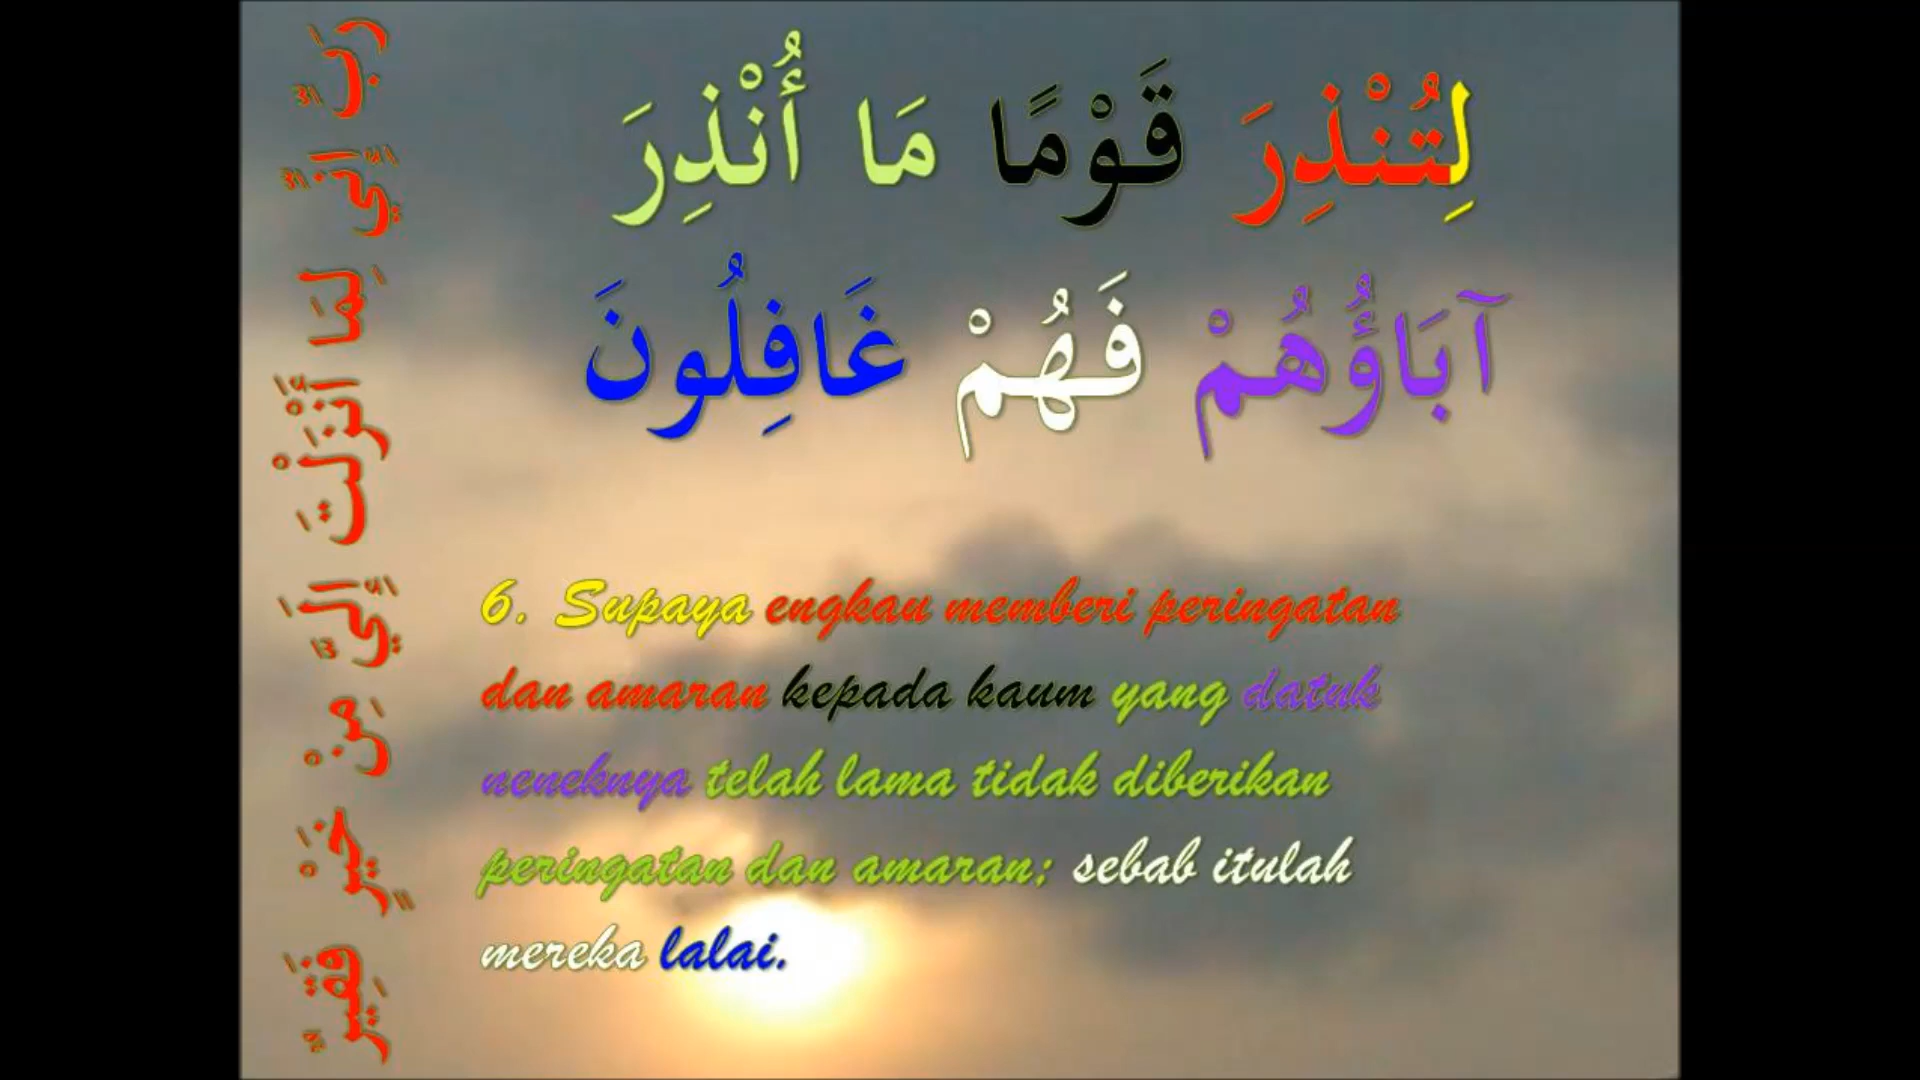 لِتُنْذِرَ قَوْمًا مَا أُنْذِرَ
آبَاؤُهُمْ فَهُمْ غَافِلُونَ
6. Supaya engkau memberi peringatan
dan amaran kepada kaum yang datuk
neneknya telah lama tidak diberikan
peringatan dan amaran; sebab itulah
mereka lalai.
رَبِّ إِنِّي لِمَا أَنْزَلْتَ إِلَيَّ مِنْ خَيْرٍ فَقِيرٌ